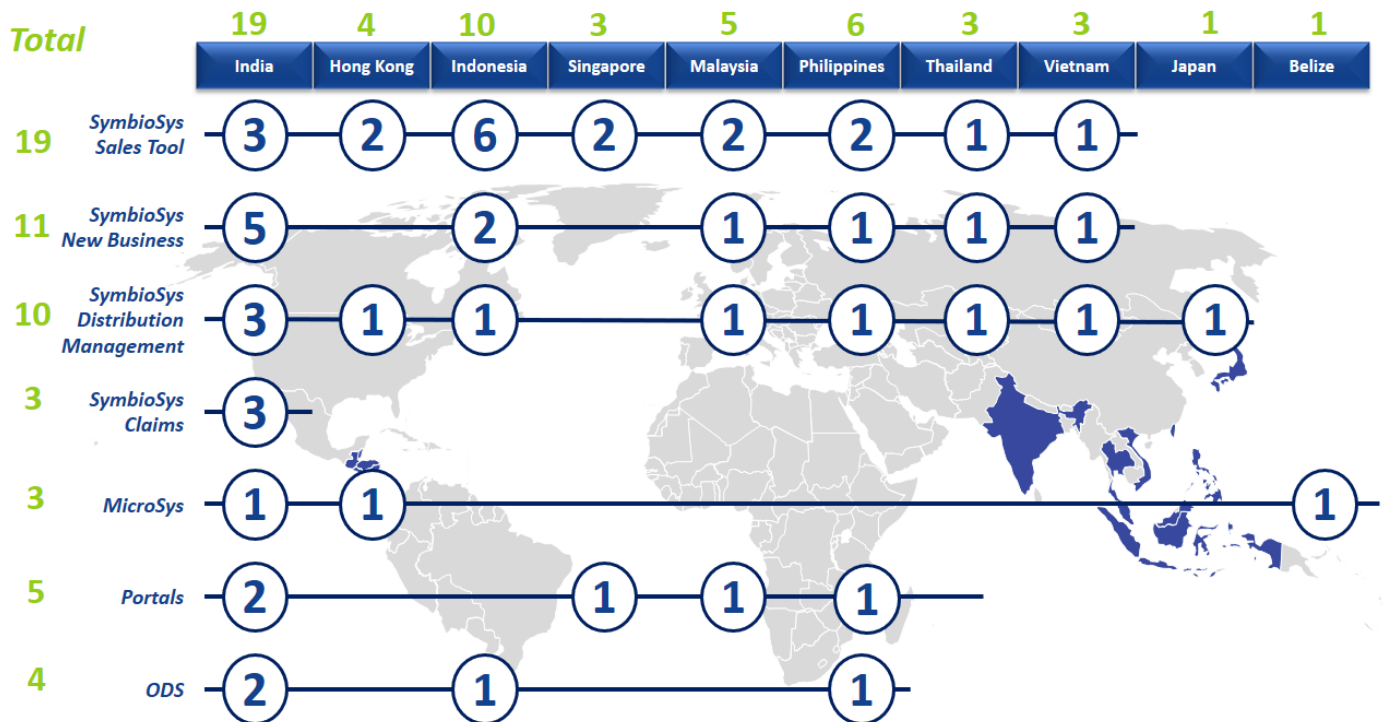 19 4 10 3 5 6 3 3 1 1
Total
India Hong Kong Indonesia Singapore Malaysia Philippines Thailand Vietnam Japan Belize
SymbioSys
Sales Tool
19
3 2 6 2 2 2 1 1
SymbioSys
New Business
11
5 2 1 1 1 1
SymbioSys
Distribution
Management
10
3 1 1 1 1 1 1 1
SymbioSys
Claims
3
3
3 MicroSys 1 1 1
5 Portals 2 1 1 1
4 ODS 2 1 1